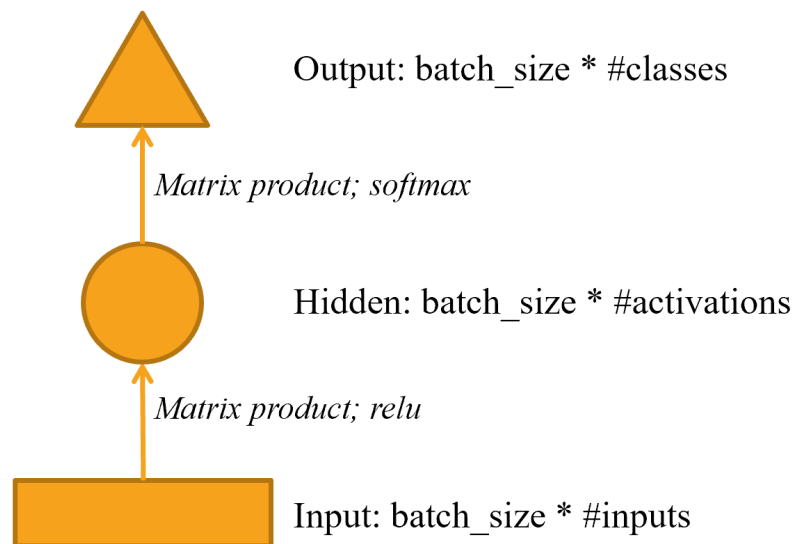 Output: batch_size * #classes
Matrix product; softmax
Hidden: batch_size * #activations
Matrix product; relu
Input: batch_size * #inputs